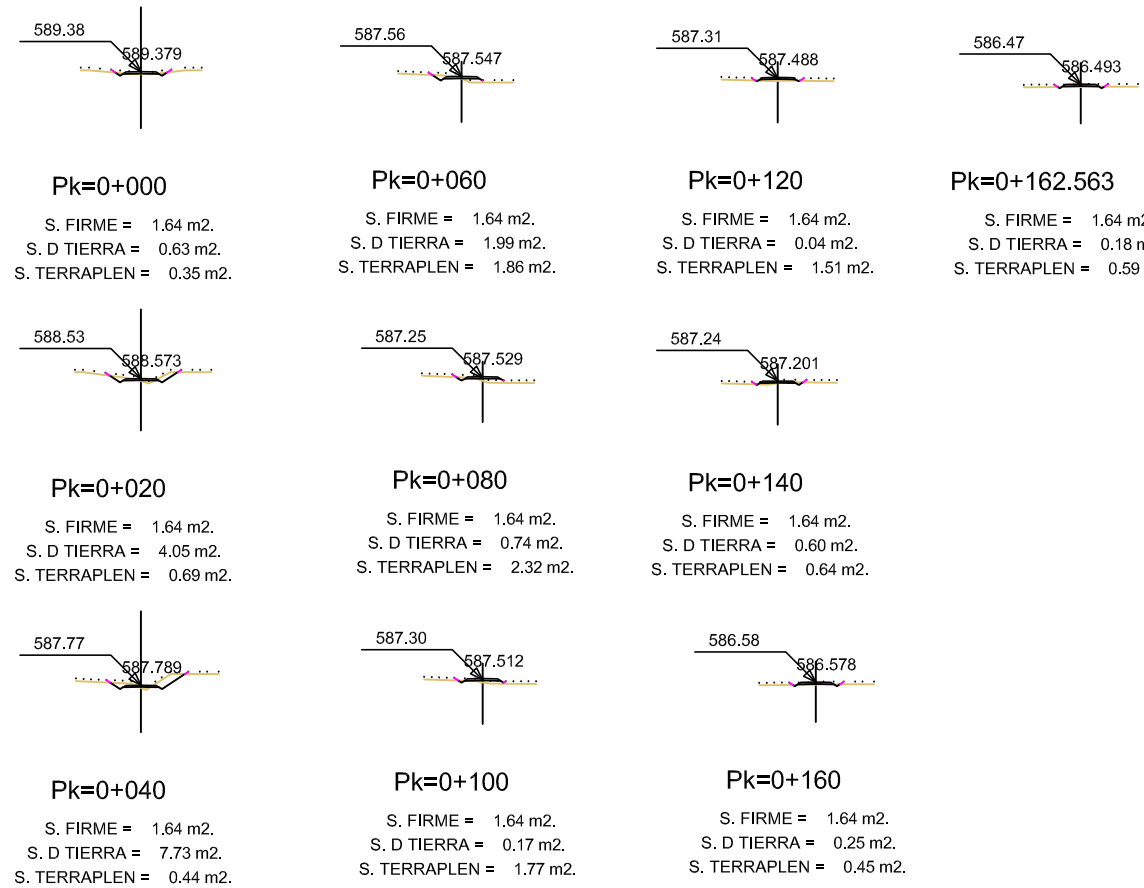 589.38
589.379
Pk=0+000
S. FIRME = 1.64 m2.
S. D TIERRA = 0.63 m2.
S. TERRAPLEN = 0.35 m2.
587.56
587.547
Pk=0+060
S. FIRME = 1.64 m2.
S. D TIERRA = 1.99 m2.
S. TERRAPLEN = 1.86 m2.
587.31
587.488
Pk=0+120
S. FIRME = 1.64 m2.
S. D TIERRA = 0.04 m2.
S. TERRAPLEN = 1.51 m2.
586.47
586.493
Pk=0+162.563
S. FIRME = 1.64 m2
S. D TIERRA = 0.18 m
S. TERRAPLEN = 0.59
588.53
588.573
Pk=0+020
S. FIRME = 1.64 m2.
S. D TIERRA = 4.05 m2.
S. TERRAPLEN = 0.69 m2.
587.25
587.529
Pk=0+080
S. FIRME = 1.64 m2.
S. D TIERRA = 0.74 m2.
S. TERRAPLEN = 2.32 m2.
587.24
587.201
Pk=0+140
S. FIRME = 1.64 m2.
S. D TIERRA = 0.60 m2.
S. TERRAPLEN = 0.64 m2.
587.77
587.789
Pk=0+040
S. FIRME = 1.64 m2.
S. D TIERRA = 7.73 m2.
S. TERRAPLEN = 0.44 m2.
587.30
587.512
Pk=0+100
S. FIRME = 1.64 m2.
S. D TIERRA = 0.17 m2.
S. TERRAPLEN = 1.77 m2.
586.58
586.578
Pk=0+160
S. FIRME = 1.64 m2.
S. D TIERRA = 0.25 m2.
S. TERRAPLEN = 0.45 m2.